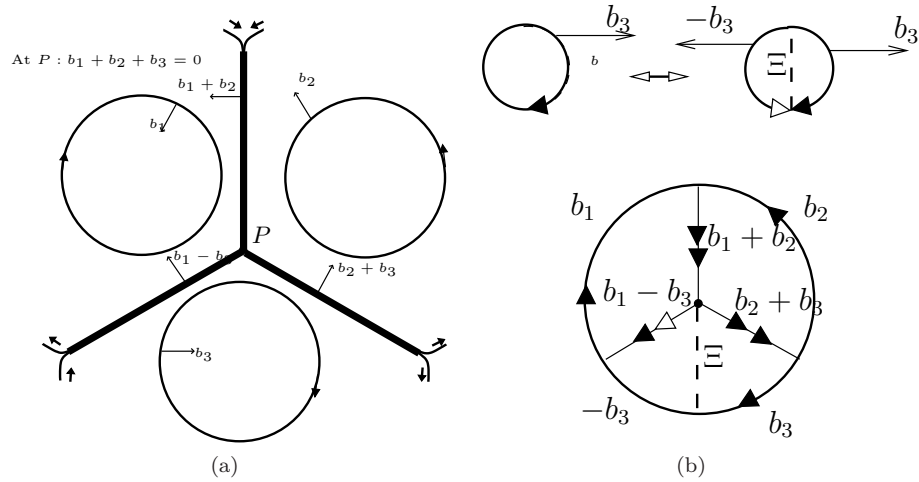 At P : b₁ + b₂ + b₃ = 0
b₁ + b₂
b₁
b₂
P
b₁ − b₃
b₂ + b₃
b₃
(a)
b₃
b
−b₃
Ξ
b₃
b₁
b₂
b₁ + b₂
b₁ − b₃
b₂ + b₃
Ξ
−b₃
b₃
(b)